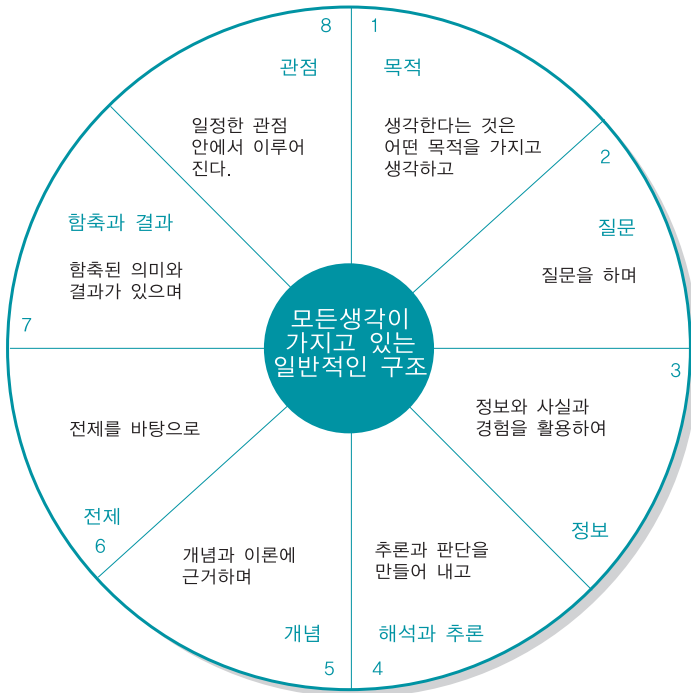 모든생각이
가지고 있는
일반적인 구조
1
목적
생각한다는 것은
어떤 목적을 가지고
생각하고
2
질문
질문을 하며
3
정보와 사실과
경험을 활용하여
정보
추론과 판단을
만들어 내고
해석과 추론
4
개념과 이론에
근거하며
개념
5
전제를 바탕으로
전제
6
함축과 결과
함축된 의미와
결과가 있으며
7
8
관점
일정한 관점
안에서 이루어
진다.